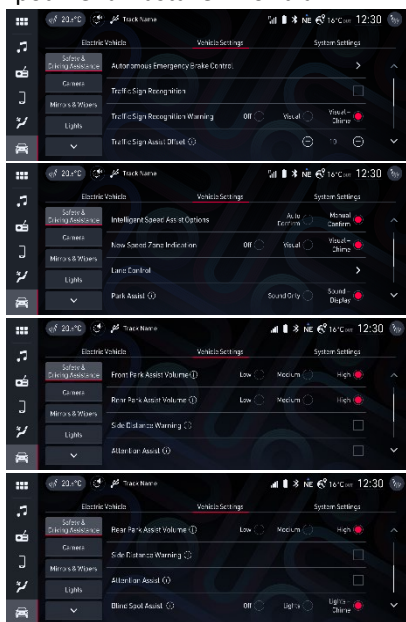 20.5°C Track Name NE 16°C OUT 12:30
Electric Vehicle Vehicle Settings System Settings
Safety &
Driving Assistance
Camera
Mirrors & Wipers
Lights
Autonomous Emergency Brake Control
Traffic Sign Recognition
Traffic Sign Recognition Warning Off Visual Visual +
Chime
Traffic Sign Assist Offset 10
20.5°C Track Name NE 16°C OUT 12:30
Electric Vehicle Vehicle Settings System Settings
Safety &
Driving Assistance
Camera
Mirrors & Wipers
Lights
Intelligent Speed Assist Options Auto
Confirm Manual
Confirm
New Speed Zone Indication Off Visual Visual +
Chime
Lane Control
Park Assist Sound Only Sound +
Display
20.5°C Track Name NE 16°C OUT 12:30
Electric Vehicle Vehicle Settings System Settings
Safety &
Driving Assistance
Camera
Mirrors & Wipers
Lights
Front Park Assist Volume Low Medium High
Rear Park Assist Volume Low Medium High
Side Distance Warning
Attention Assist
20.5°C Track Name NE 16°C OUT 12:30
Electric Vehicle Vehicle Settings System Settings
Safety &
Driving Assistance
Camera
Mirrors & Wipers
Lights
Rear Park Assist Volume Low Medium High
Side Distance Warning
Attention Assist
Blind Spot Assist Off Lights Lights +
Chime